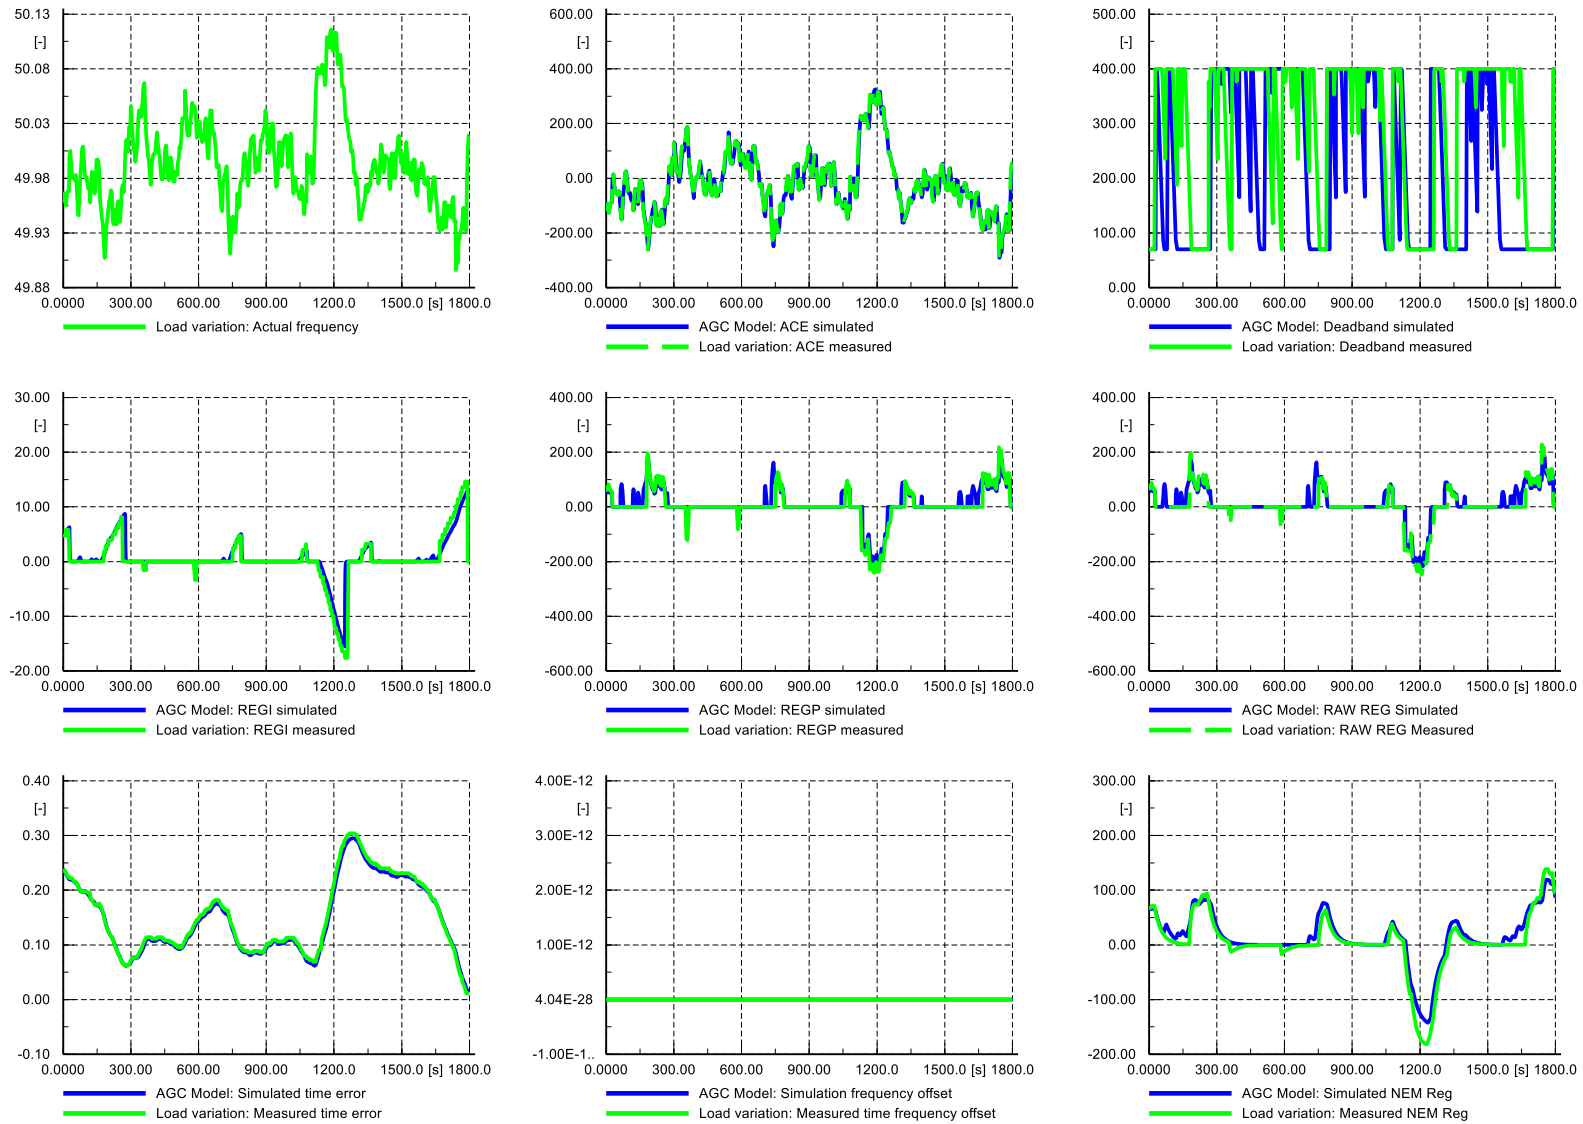 50.13
[-]
50.08
50.03
49.98
49.93
49.88
0.0000 300.00 600.00 900.00 1200.0 1500.0 [s] 1800.0
Load variation: Actual frequency
600.00
[-]
400.00
200.00
0.00
-200.00
-400.00
0.0000 300.00 600.00 900.00 1200.0 1500.0 [s] 1800.0
AGC Model: ACE simulated
Load variation: ACE measured
500.00
[-]
400.00
300.00
200.00
100.00
0.00
0.0000 300.00 600.00 900.00 1200.0 1500.0 [s] 1800.0
AGC Model: Deadband simulated
Load variation: Deadband measured
30.00
[-]
20.00
10.00
0.00
-10.00
-20.00
0.0000 300.00 600.00 900.00 1200.0 1500.0 [s] 1800.0
AGC Model: REGI simulated
Load variation: REGI measured
400.00
[-]
200.00
0.00
-200.00
-400.00
-600.00
0.0000 300.00 600.00 900.00 1200.0 1500.0 [s] 1800.0
AGC Model: REGP simulated
Load variation: REGP measured
400.00
[-]
200.00
0.00
-200.00
-400.00
-600.00
0.0000 300.00 600.00 900.00 1200.0 1500.0 [s] 1800.0
AGC Model: RAW REG Simulated
Load variation: RAW REG Measured
0.40
[-]
0.30
0.20
0.10
0.00
-0.10
0.0000 300.00 600.00 900.00 1200.0 1500.0 [s] 1800.0
AGC Model: Simulated time error
Load variation: Measured time error
4.00E-12
[-]
3.00E-12
2.00E-12
1.00E-12
4.04E-28
-1.00E-1..
0.0000 300.00 600.00 900.00 1200.0 1500.0 [s] 1800.0
AGC Model: Simulation frequency offset
Load variation: Measured time frequency offset
300.00
[-]
200.00
100.00
0.00
-100.00
-200.00
0.0000 300.00 600.00 900.00 1200.0 1500.0 [s] 1800.0
AGC Model: Simulated NEM Reg
Load variation: Measured NEM Reg